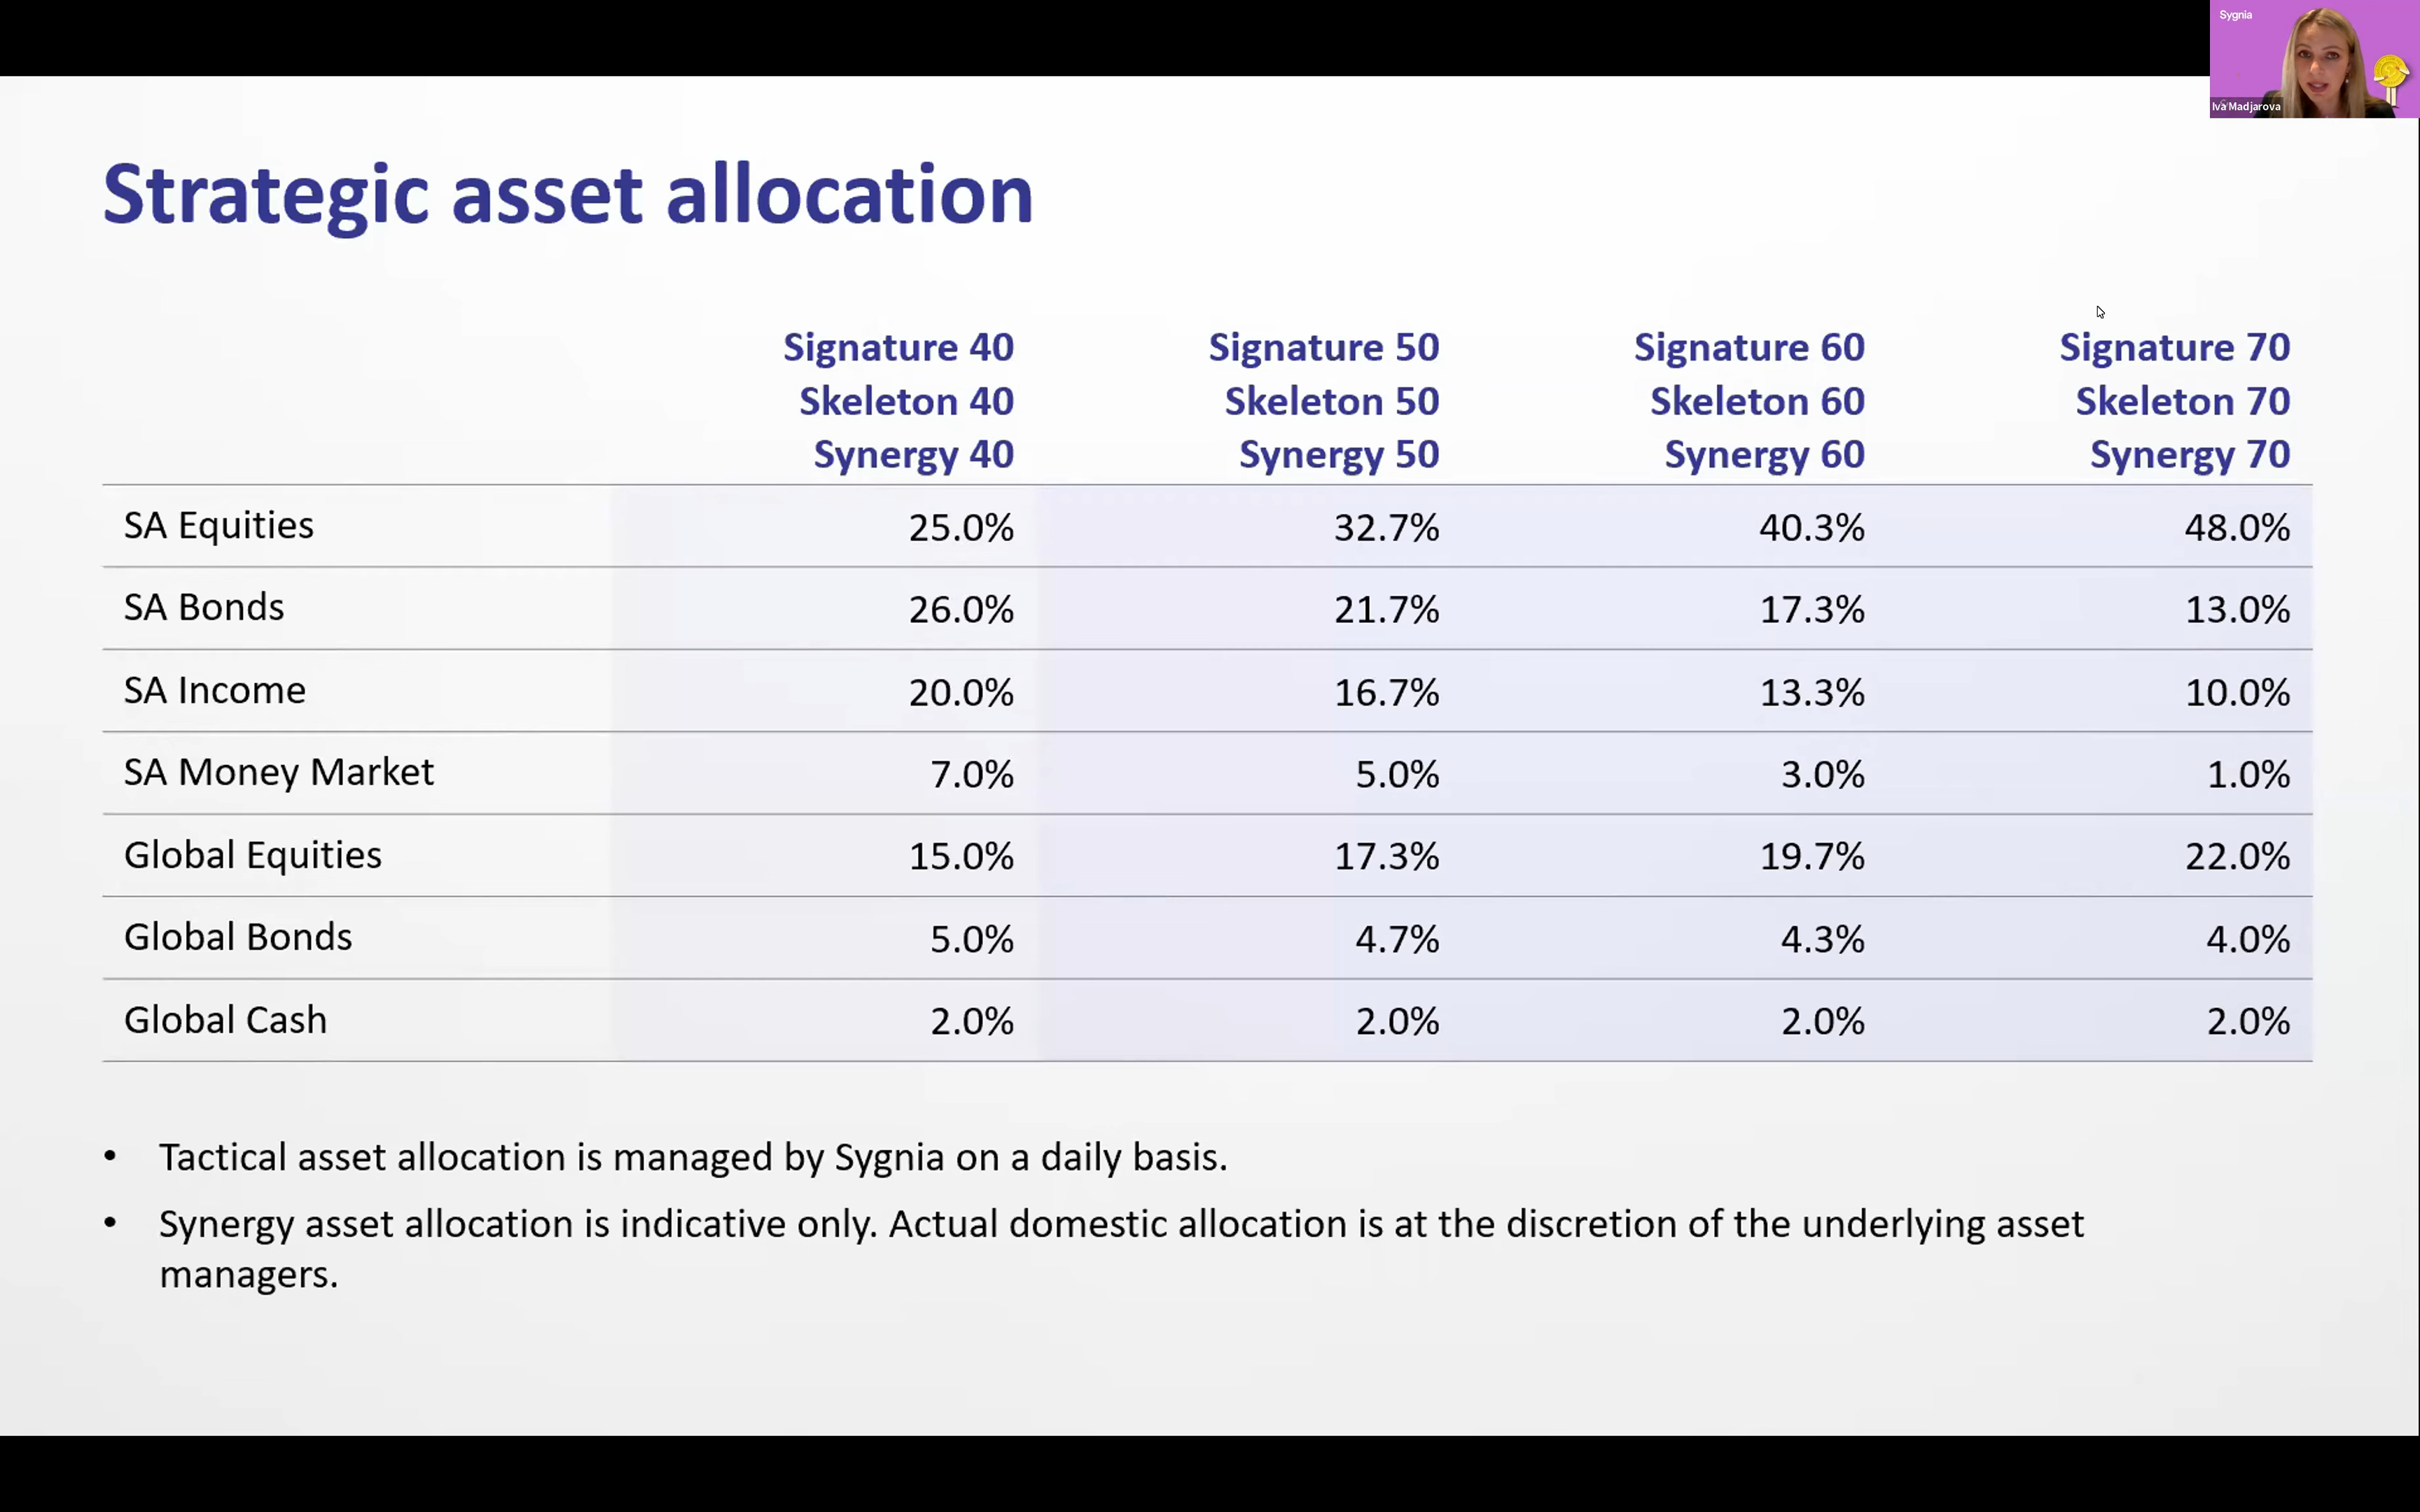 Sygnia
Iva Madjarova
Strategic asset allocation
Signature 40 Signature 50 Signature 60 Signature 70
Skeleton 40 Skeleton 50 Skeleton 60 Skeleton 70
Synergy 40 Synergy 50 Synergy 60 Synergy 70
SA Equities 25.0% 32.7% 40.3% 48.0%
SA Bonds 26.0% 21.7% 17.3% 13.0%
SA Income 20.0% 16.7% 13.3% 10.0%
SA Money Market 7.0% 5.0% 3.0% 1.0%
Global Equities 15.0% 17.3% 19.7% 22.0%
Global Bonds 5.0% 4.7% 4.3% 4.0%
Global Cash 2.0% 2.0% 2.0% 2.0%
• Tactical asset allocation is managed by Sygnia on a daily basis.
• Synergy asset allocation is indicative only. Actual domestic allocation is at the discretion of the underlying asset
managers.